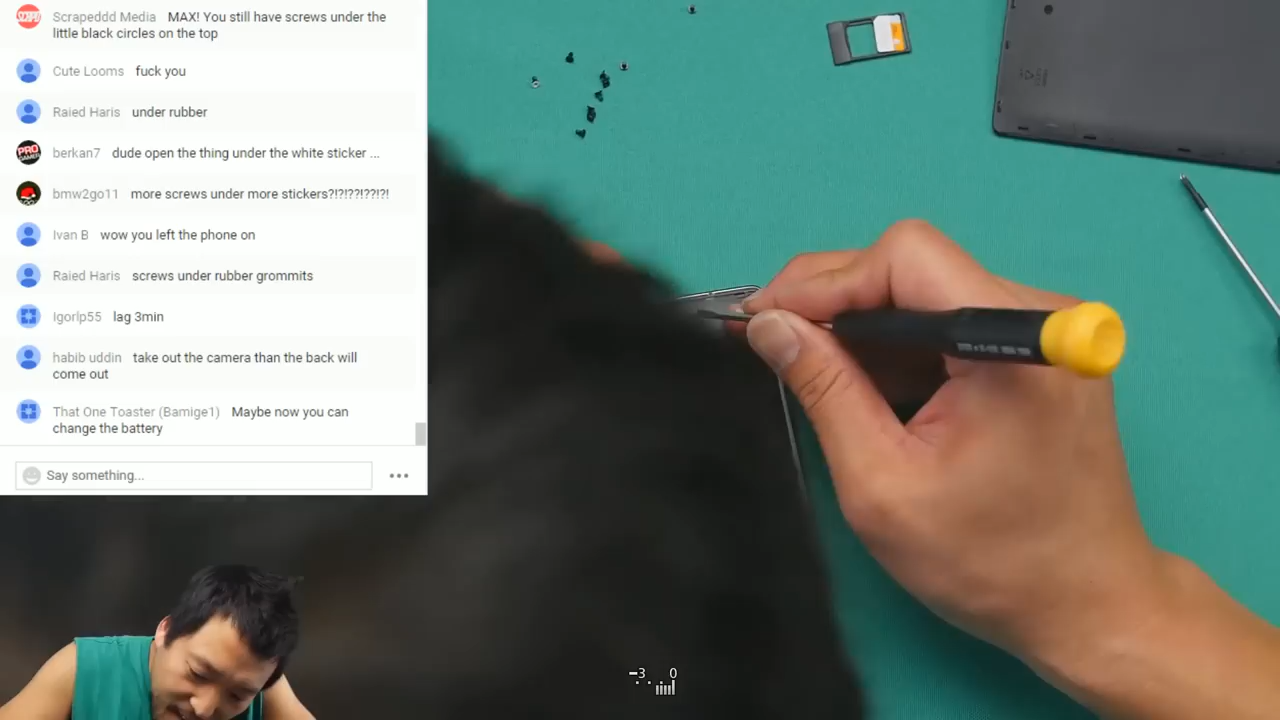 Scrapeddd Media MAX! You still have screws under the
little black circles on the top
Cute Looms fuck you
Raied Haris under rubber
PRO
GAMER
berkan7 dude open the thing under the white sticker ...
bmw2go11 more screws under more stickers?!?!??!??!?!
Ivan B wow you left the phone on
Raied Haris screws under rubber grommits
Igorlp55 lag 3min
habib uddin take out the camera than the back will
come out
That One Toaster (Bamige1) Maybe now you can
change the battery
Say something...
−3 0